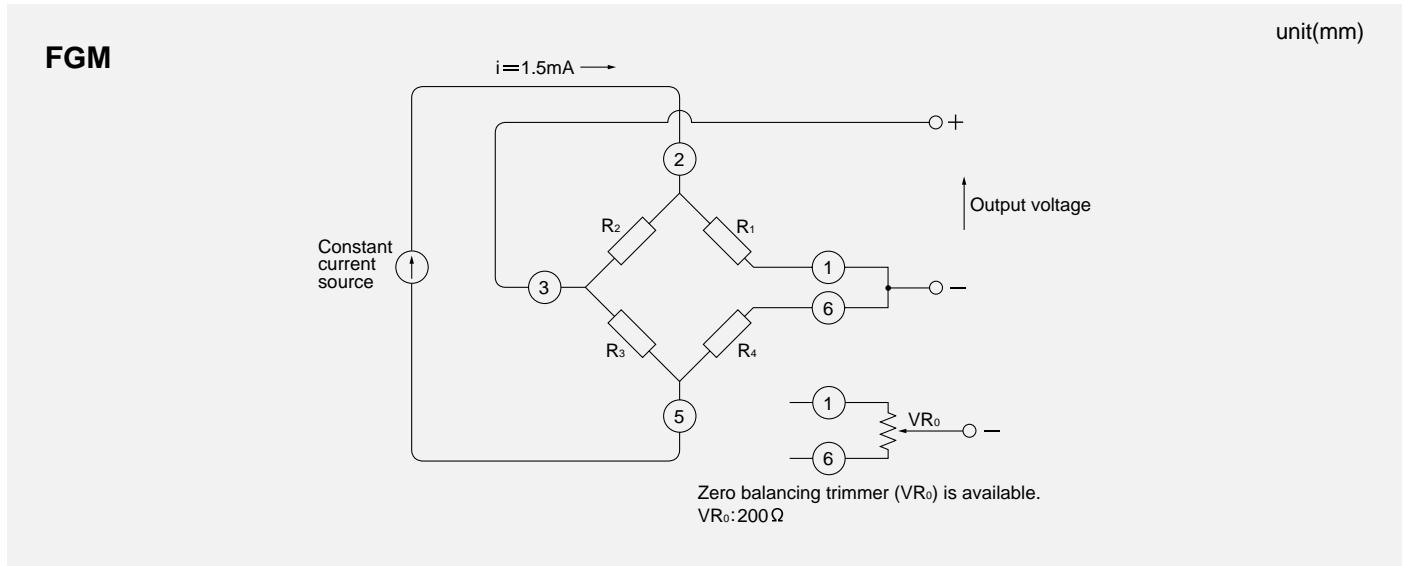 FGM
unit(mm)
i=1.5mA
+
2
Output voltage
R2
R1
Constant
current
source
1
3
−
6
R3
R4
5
1
VR0
−
6
Zero balancing trimmer (VR0) is available.
VR0:200Ω